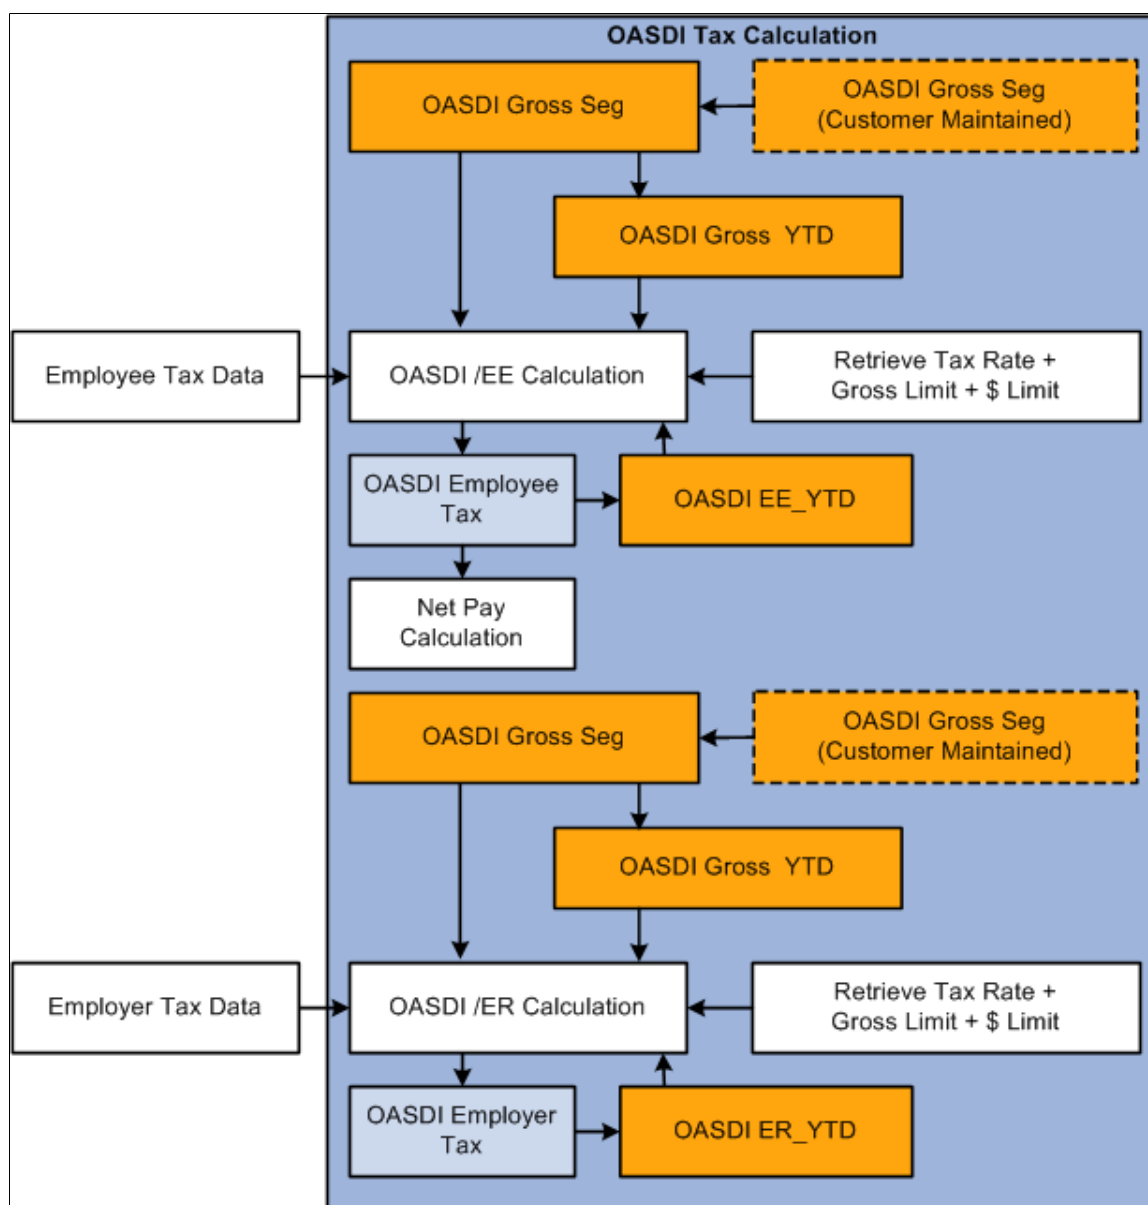 OASDI Tax Calculation
OASDI Gross Seg
OASDI Gross Seg
(Customer Maintained)
OASDI Gross YTD
Employee Tax Data
OASDI /EE Calculation
Retrieve Tax Rate +
Gross Limit + $ Limit
OASDI Employee
Tax
OASDI EE_YTD
Net Pay
Calculation
OASDI Gross Seg
OASDI Gross Seg
(Customer Maintained)
OASDI Gross YTD
Employer Tax Data
OASDI /ER Calculation
Retrieve Tax Rate +
Gross Limit + $ Limit
OASDI Employer
Tax
OASDI ER_YTD